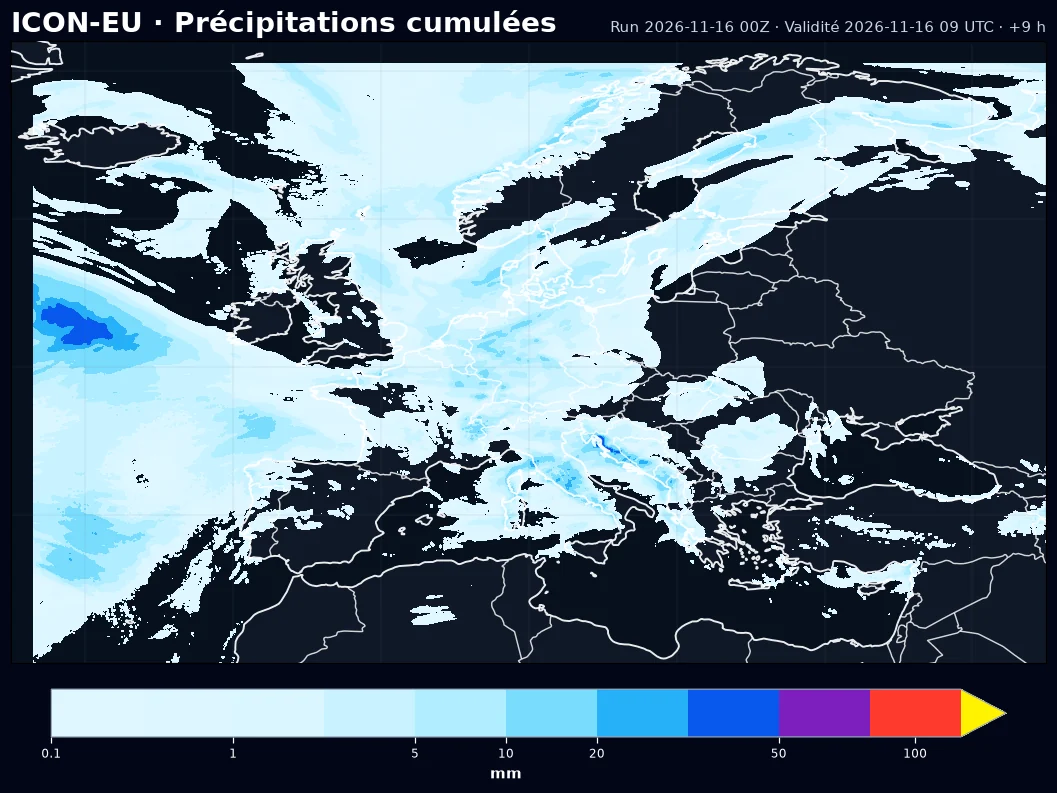 ICON-EU · Précipitations cumulées
Run 2026-11-16 00Z · Validité 2026-11-16 09 UTC · +9 h
0.1 1 5 10 20 50 100
mm